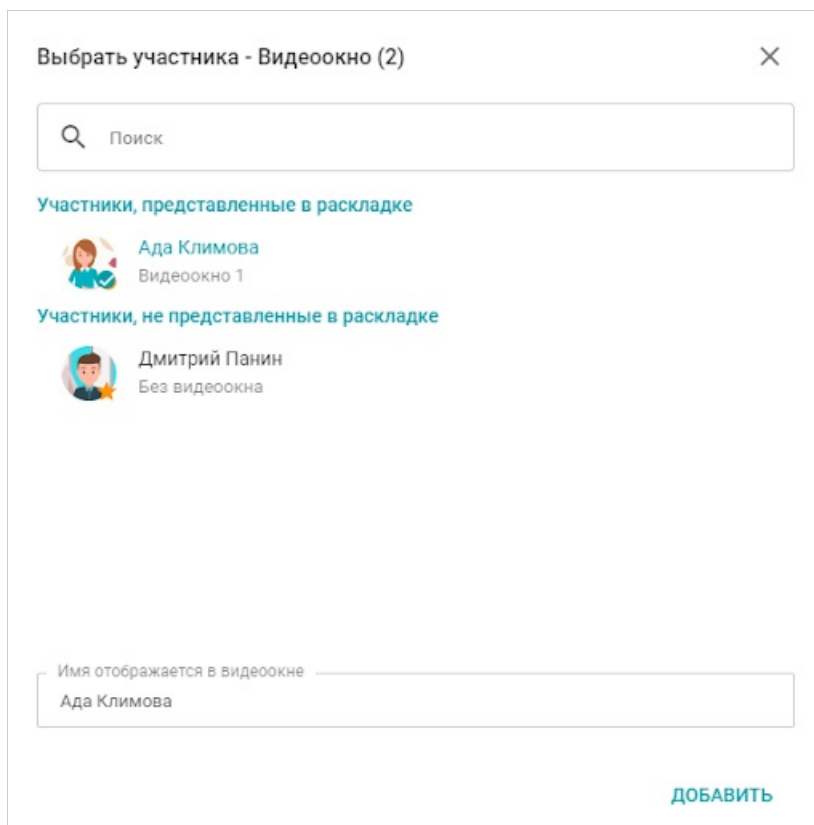 Выбрать участника - Видеоокно (2)
Поиск
Участники, представленные в раскладке
Ада Климова
Видеоокно 1
Участники, не представленные в раскладке
Дмитрий Панин
Без видеоокна
Имя отображается в видеоокне
Ада Климова
ДОБАВИТЬ